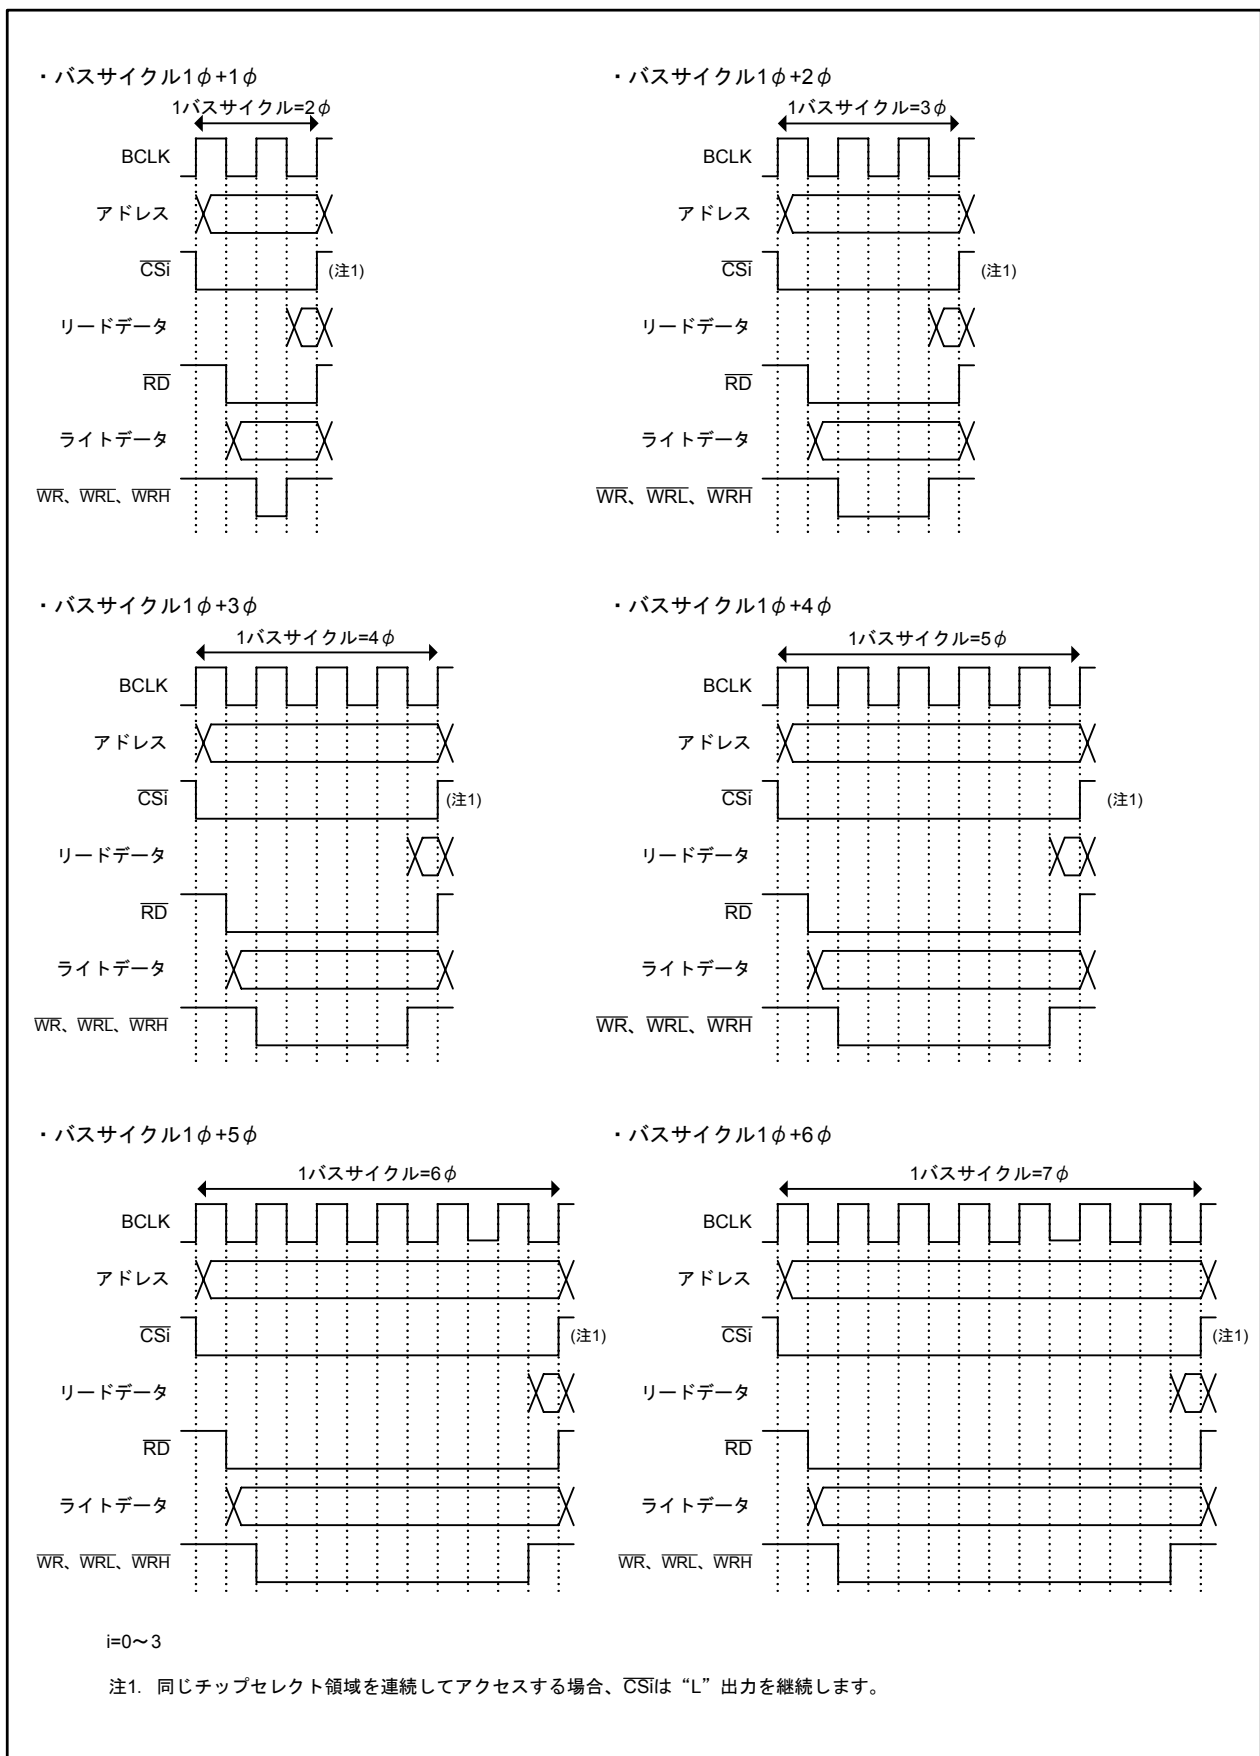 ・バスサイクル1φ+1φ
1バスサイクル=2φ
BCLK
アドレス
CSi
(注1)
リードデータ
RD
ライトデータ
WR、WRL、WRH
・バスサイクル1φ+2φ
1バスサイクル=3φ
BCLK
アドレス
CSi
(注1)
リードデータ
RD
ライトデータ
WR、WRL、WRH
・バスサイクル1φ+3φ
1バスサイクル=4φ
BCLK
アドレス
CSi
(注1)
リードデータ
RD
ライトデータ
WR、WRL、WRH
・バスサイクル1φ+4φ
1バスサイクル=5φ
BCLK
アドレス
CSi
(注1)
リードデータ
RD
ライトデータ
WR、WRL、WRH
・バスサイクル1φ+5φ
1バスサイクル=6φ
BCLK
アドレス
CSi
(注1)
リードデータ
RD
ライトデータ
WR、WRL、WRH
・バスサイクル1φ+6φ
1バスサイクル=7φ
BCLK
アドレス
CSi
(注1)
リードデータ
RD
ライトデータ
WR、WRL、WRH
i=0～3
注1. 同じチップセレクト領域を連続してアクセスする場合、CSiは“L”出力を継続します。